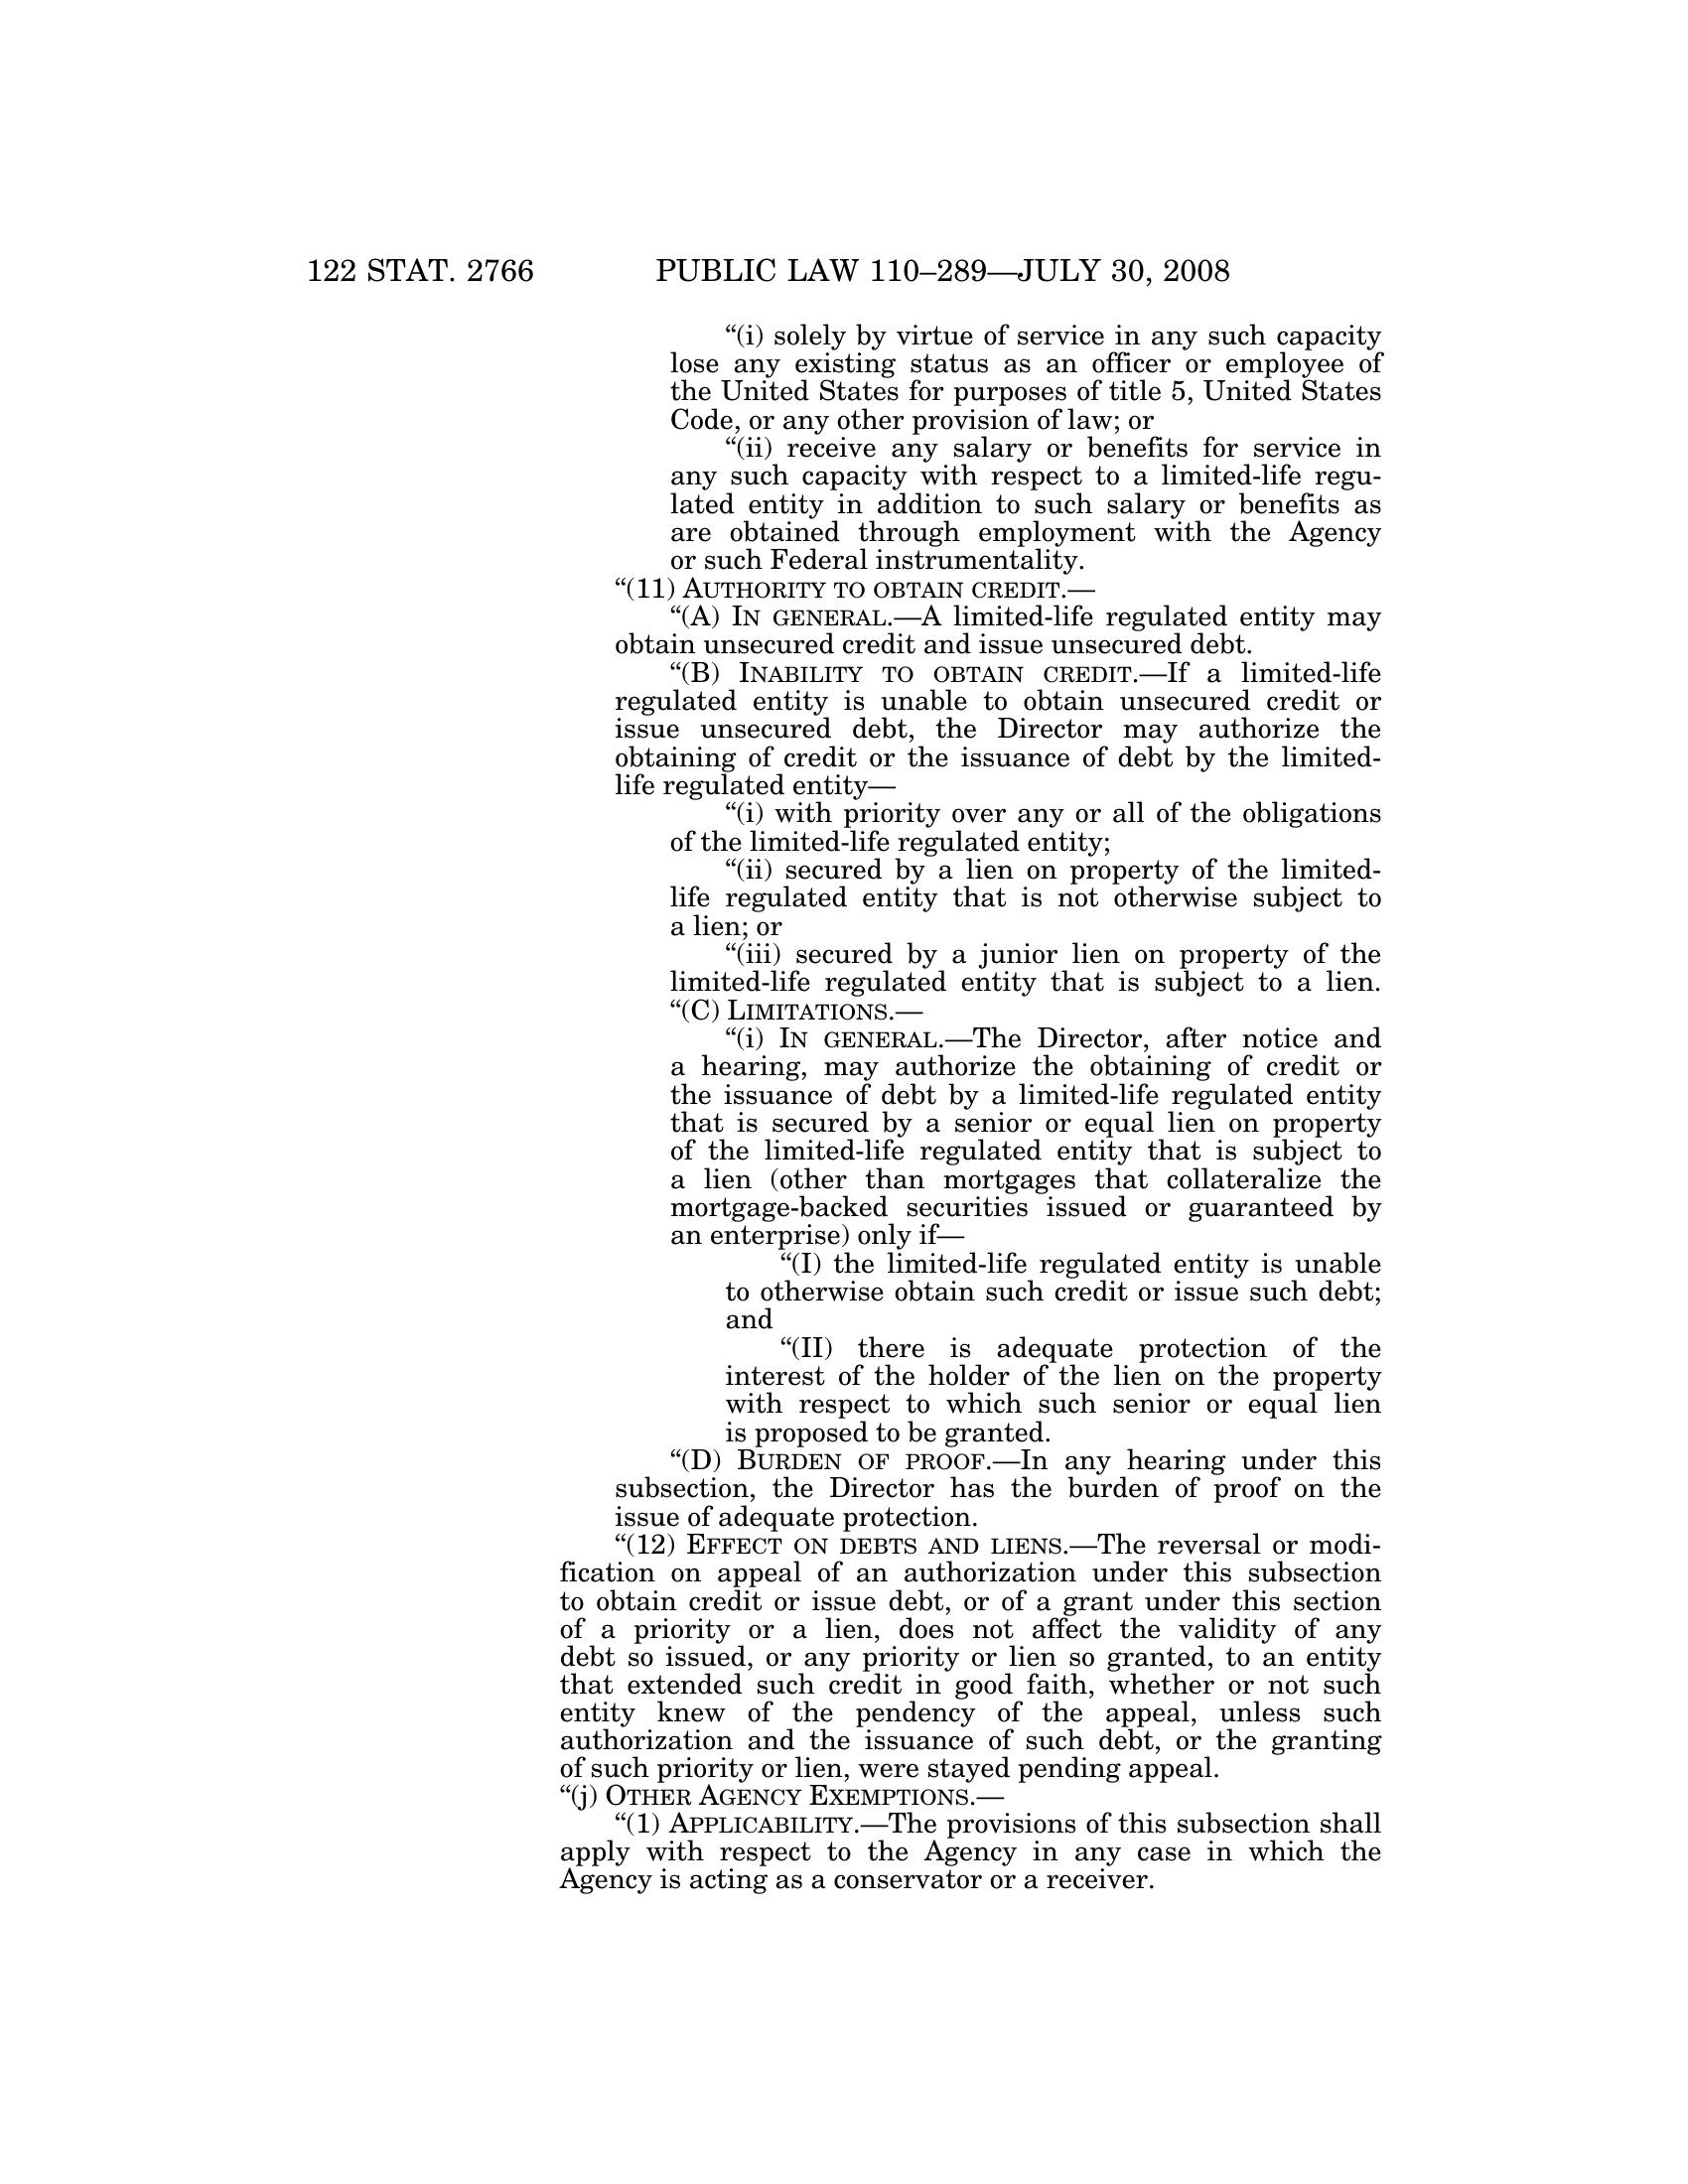 122 STAT. 2766 PUBLIC LAW 110–289—JULY 30, 2008
“(i) solely by virtue of service in any such capacity
lose any existing status as an officer or employee of
the United States for purposes of title 5, United States
Code, or any other provision of law; or
“(ii) receive any salary or benefits for service in
any such capacity with respect to a limited-life regu-
lated entity in addition to such salary or benefits as
are obtained through employment with the Agency
or such Federal instrumentality.
“(11) AUTHORITY TO OBTAIN CREDIT.—
“(A) IN GENERAL.—A limited-life regulated entity may
obtain unsecured credit and issue unsecured debt.
“(B) INABILITY TO OBTAIN CREDIT.—If a limited-life
regulated entity is unable to obtain unsecured credit or
issue unsecured debt, the Director may authorize the
obtaining of credit or the issuance of debt by the limited-
life regulated entity—
“(i) with priority over any or all of the obligations
of the limited-life regulated entity;
“(ii) secured by a lien on property of the limited-
life regulated entity that is not otherwise subject to
a lien; or
“(iii) secured by a junior lien on property of the
limited-life regulated entity that is subject to a lien.
“(C) LIMITATIONS.—
“(i) IN GENERAL.—The Director, after notice and
a hearing, may authorize the obtaining of credit or
the issuance of debt by a limited-life regulated entity
that is secured by a senior or equal lien on property
of the limited-life regulated entity that is subject to
a lien (other than mortgages that collateralize the
mortgage-backed securities issued or guaranteed by
an enterprise) only if—
“(I) the limited-life regulated entity is unable
to otherwise obtain such credit or issue such debt;
and
“(II) there is adequate protection of the
interest of the holder of the lien on the property
with respect to which such senior or equal lien
is proposed to be granted.
“(D) BURDEN OF PROOF.—In any hearing under this
subsection, the Director has the burden of proof on the
issue of adequate protection.
“(12) EFFECT ON DEBTS AND LIENS.—The reversal or modi-
fication on appeal of an authorization under this subsection
to obtain credit or issue debt, or of a grant under this section
of a priority or a lien, does not affect the validity of any
debt so issued, or any priority or lien so granted, to an entity
that extended such credit in good faith, whether or not such
entity knew of the pendency of the appeal, unless such
authorization and the issuance of such debt, or the granting
of such priority or lien, were stayed pending appeal.
“(j) OTHER AGENCY EXEMPTIONS.—
“(1) APPLICABILITY.—The provisions of this subsection shall
apply with respect to the Agency in any case in which the
Agency is acting as a conservator or a receiver.